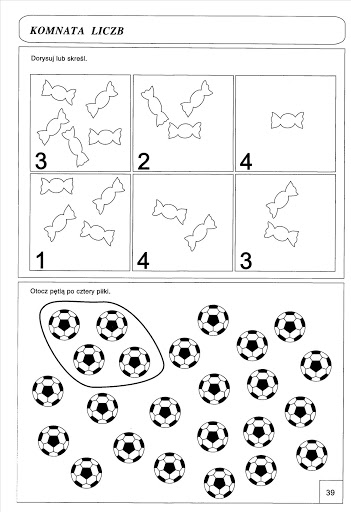 KOMNATA LICZB
Dorysuj lub skreśl.
3
2
4
1
4
3
Otocz pętlą po cztery piłki.
39